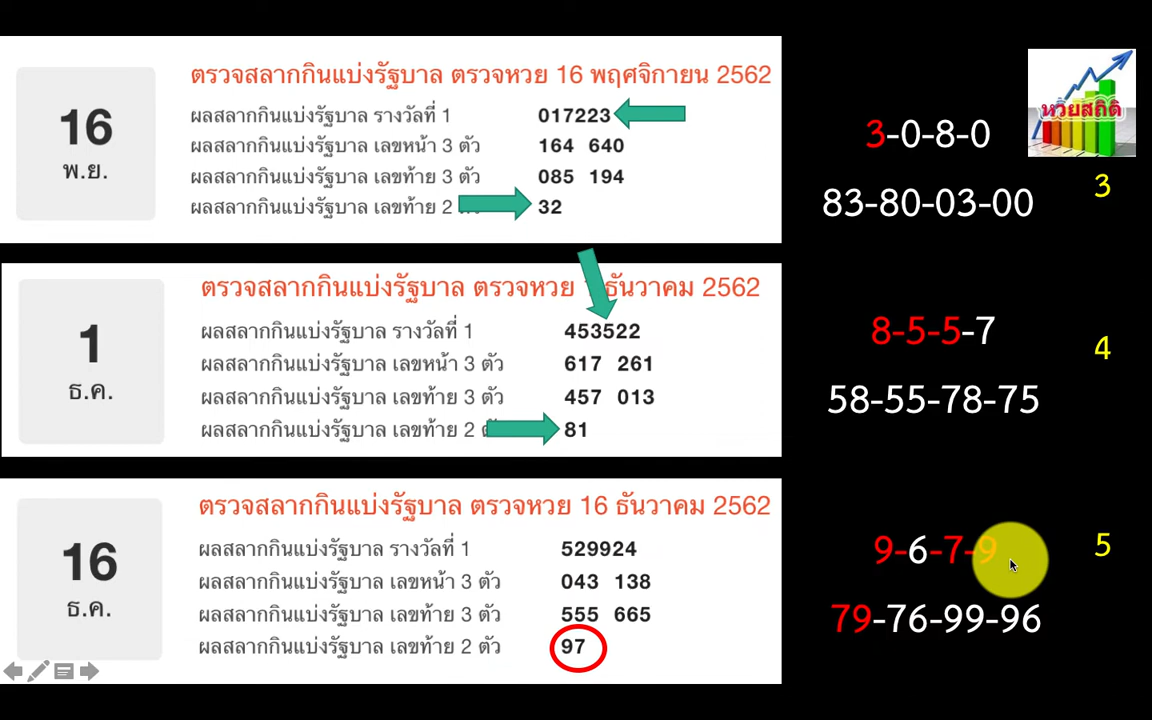 16
พ.ย.
ตรวจสลากกินแบ่งรัฐบาล ตรวจหวย 16 พฤศจิกายน 2562
ผลสลากกินแบ่งรัฐบาล รางวัลที่ 1 017223
ผลสลากกินแบ่งรัฐบาล เลขหน้า 3 ตัว 164 640
ผลสลากกินแบ่งรัฐบาล เลขท้าย 3 ตัว 085 194
ผลสลากกินแบ่งรัฐบาล เลขท้าย 2 32
หวยสถิติ
3-0-8-0
3
83-80-03-00
1
ธ.ค.
ตรวจสลากกินแบ่งรัฐบาล ตรวจหวย ธันวาคม 2562
ผลสลากกินแบ่งรัฐบาล รางวัลที่ 1 453522
ผลสลากกินแบ่งรัฐบาล เลขหน้า 3 ตัว 617 261
ผลสลากกินแบ่งรัฐบาล เลขท้าย 3 ตัว 457 013
ผลสลากกินแบ่งรัฐบาล เลขท้าย 2 81
8-5-5-7
4
58-55-78-75
16
ธ.ค.
ตรวจสลากกินแบ่งรัฐบาล ตรวจหวย 16 ธันวาคม 2562
ผลสลากกินแบ่งรัฐบาล รางวัลที่ 1 529924
ผลสลากกินแบ่งรัฐบาล เลขหน้า 3 ตัว 043 138
ผลสลากกินแบ่งรัฐบาล เลขท้าย 3 ตัว 555 665
ผลสลากกินแบ่งรัฐบาล เลขท้าย 2 ตัว 97
9-6-7-9
5
79-76-99-96